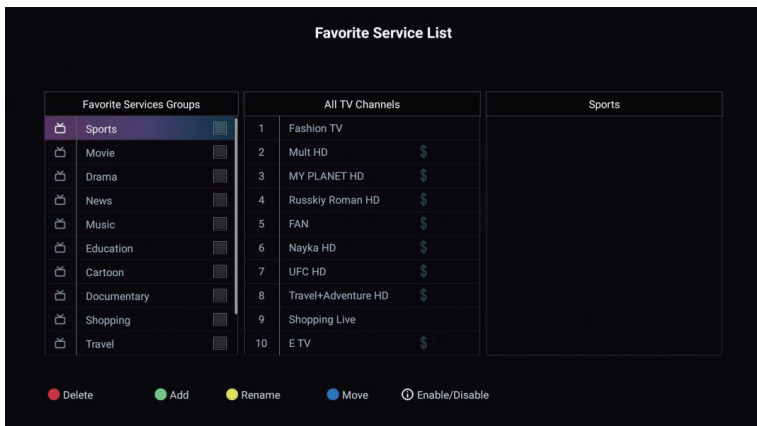 Favorite Service List
Favorite Services Groups All TV Channels Sports
Sports 1 Fashion TV
Movie 2 Mult HD $
Drama 3 MY PLANET HD $
News 4 Russkiy Roman HD $
Music 5 FAN $
Education 6 Nayka HD $
Cartoon 7 UFC HD $
Documentary 8 Travel+Adventure HD $
Shopping 9 Shopping Live
Travel 10 E TV $
Delete Add Rename Move Enable/Disable